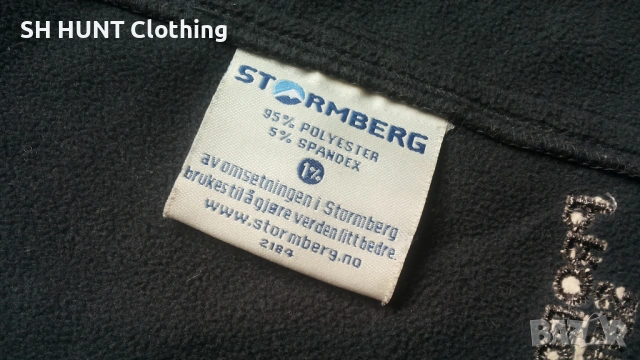 SH HUNT Clothing
STORMBERG
95% POLYESTER
5% SPANDEX
1%
av omsetningen i Stormberg
brukes til å gjøre verden litt bedre.
www.stormberg.no
2184
BAZAR